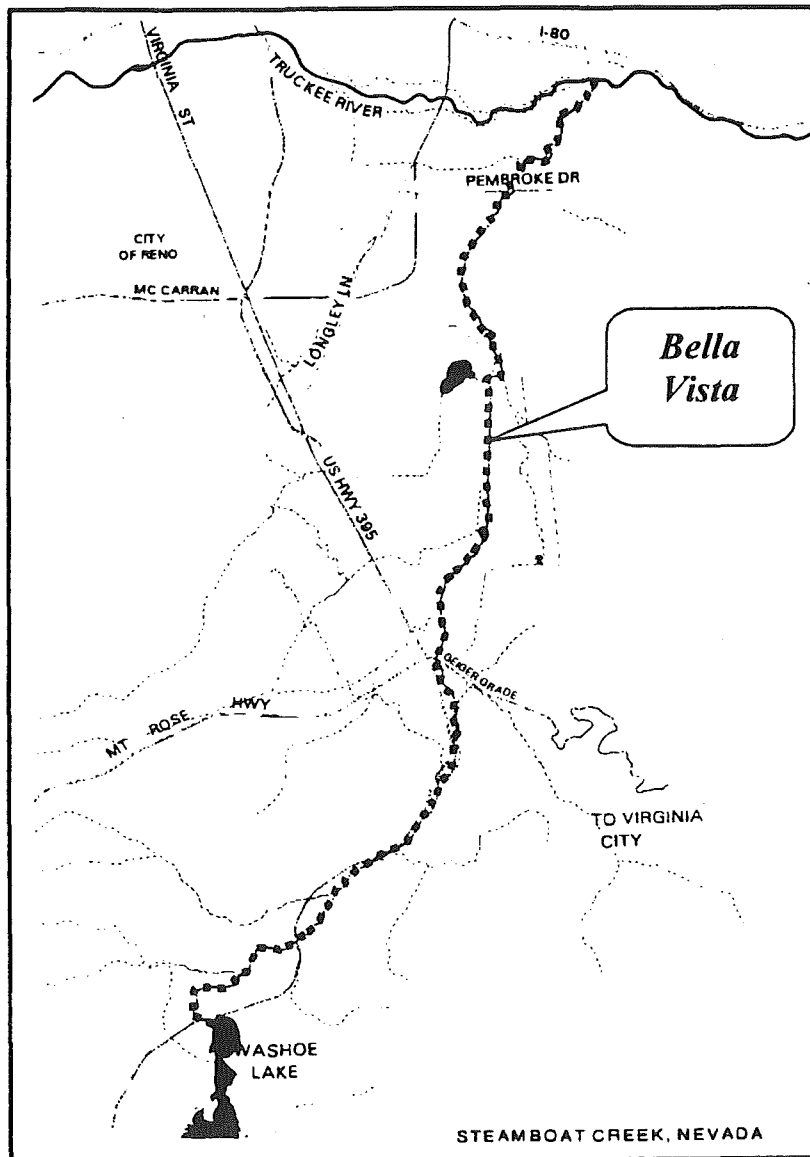 I-80
VIRGINIA ST
TRUCKEE RIVER
PEMBROKE DR
CITY
OF RENO
MC CARRAN
LONGLEY LN
Bella
Vista
US HWY 395
GEIGER GRADE
MT ROSE HWY
TO VIRGINIA
CITY
WASHOE
LAKE
STEAMBOAT CREEK, NEVADA